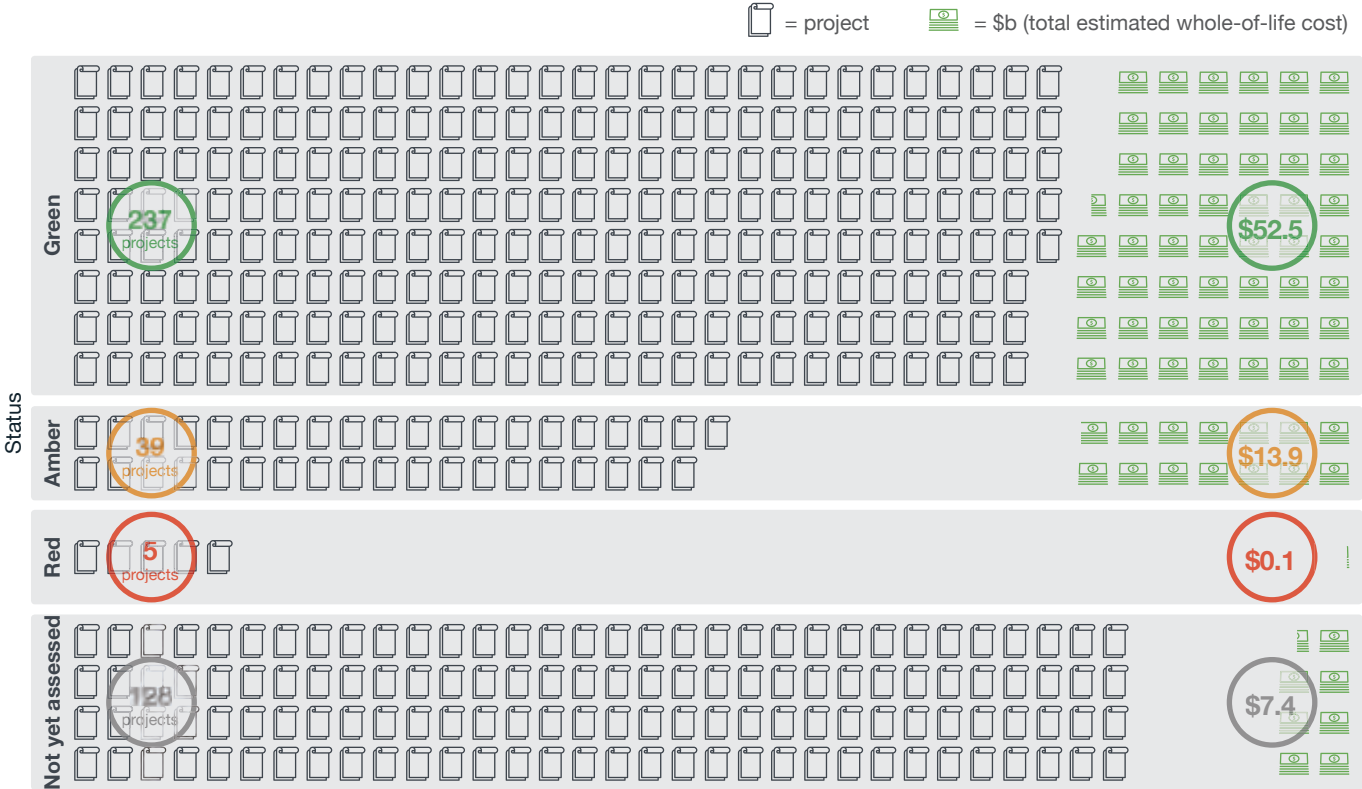 = project
= $b (total estimated whole-of-life cost)
Status
Green
237
projects
$52.5
Amber
39
projects
$13.9
Red
5
projects
$0.1
Not yet assessed
128
projects
$7.4